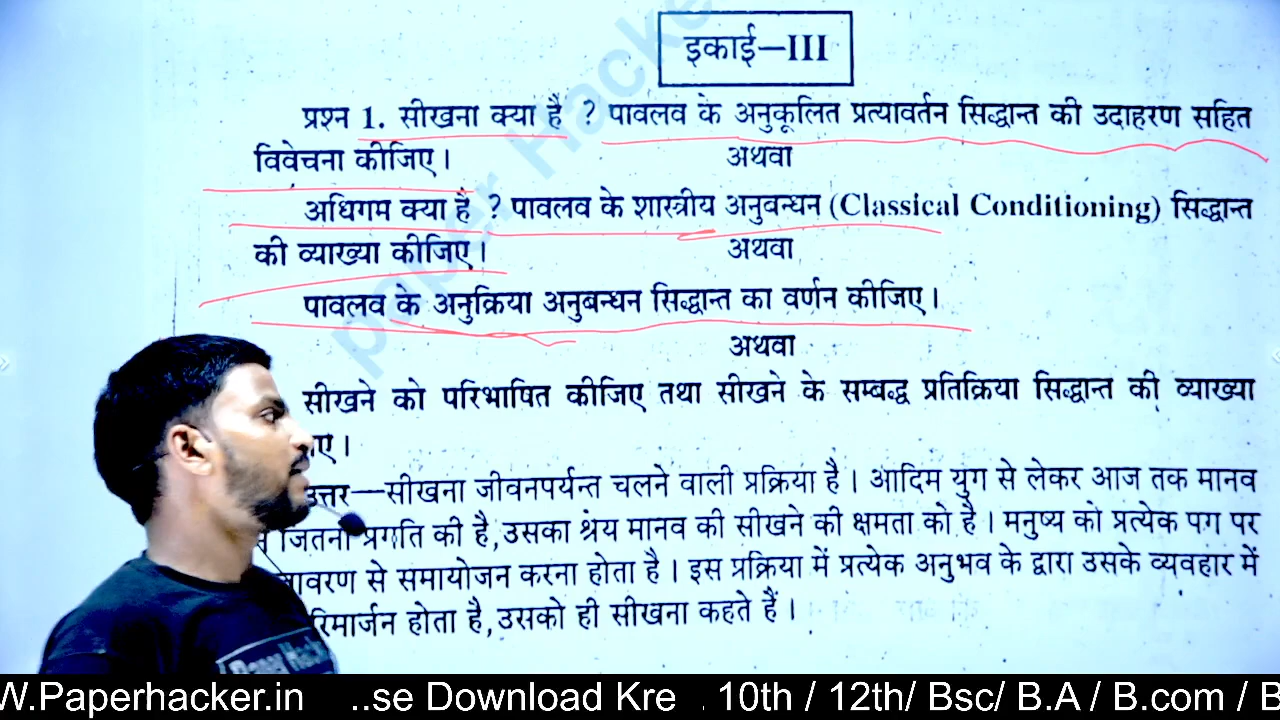 इकाई—III
प्रश्न 1. सीखना क्या है ? पावलव के अनुकूलित प्रत्यावर्तन सिद्धान्त की उदाहरण सहित
विवेचना कीजिए।
अथवा
अधिगम क्या है ? पावलव के शास्त्रीय अनुबन्धन (Classical Conditioning) सिद्धान्त
की व्याख्या कीजिए।
अथवा
पावलव के अनुक्रिया अनुबन्धन सिद्धान्त का वर्णन कीजिए।
अथवा
सीखने को परिभाषित कीजिए तथा सीखने के सम्बद्ध प्रतिक्रिया सिद्धान्त की व्याख्या
उत्तर—सीखना जीवनपर्यन्त चलने वाली प्रक्रिया है। आदिम युग से लेकर आज तक मानव
प्रगति की है, उसका श्रेय मानव की सीखने की क्षमता को है। मनुष्य को प्रत्येक पग पर
से समायोजन करना होता है। इस प्रक्रिया में प्रत्येक अनुभव के द्वारा उसके व्यवहार में
होता है, उसको ही सीखना कहते हैं।
Paper Hacker
W.Paperhacker.in ..se Download Kre 10th / 12th/ Bsc/ B.A / B.com / B